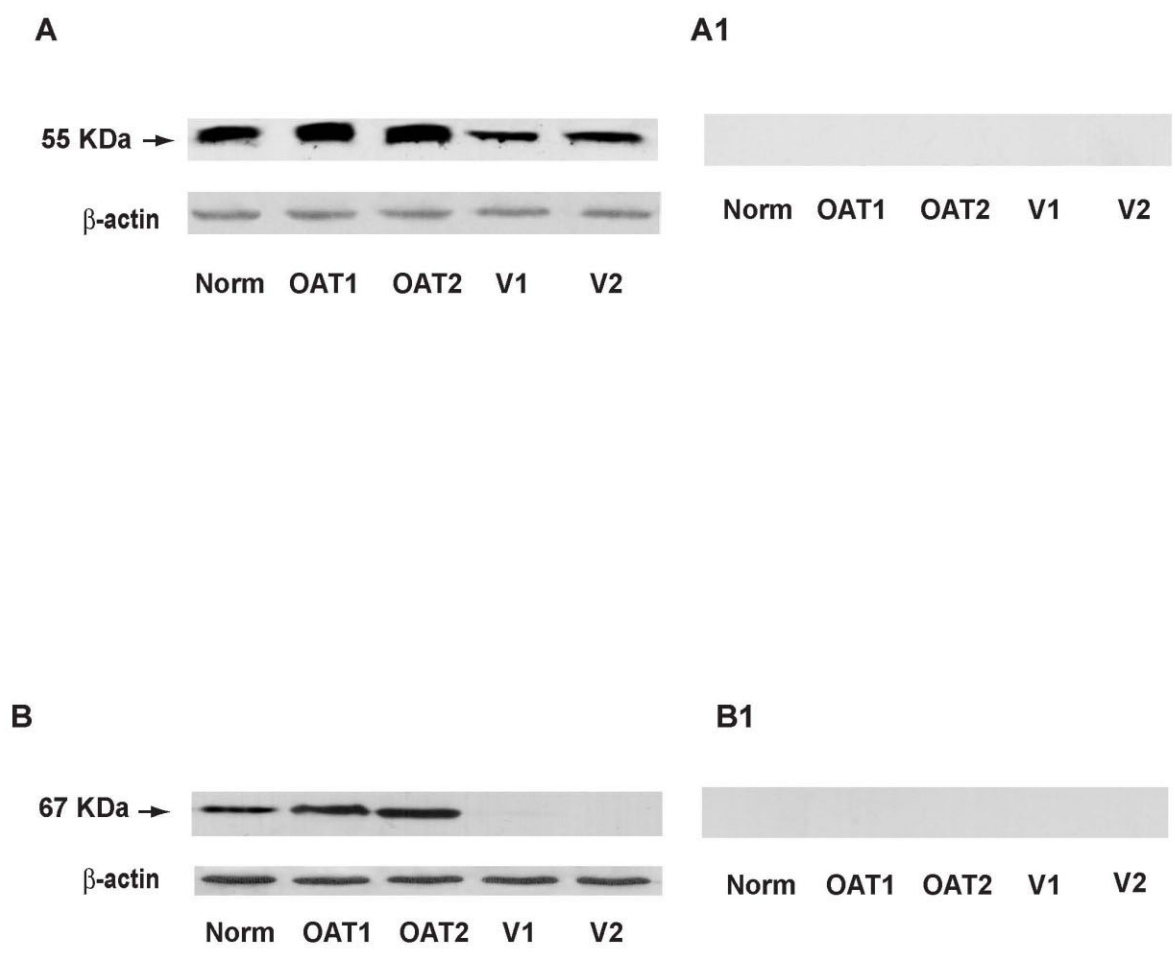 A
A1
55 KDa
β-actin
Norm OAT1 OAT2 V1 V2
Norm OAT1 OAT2 V1 V2
B
B1
67 KDa
β-actin
Norm OAT1 OAT2 V1 V2
Norm OAT1 OAT2 V1 V2